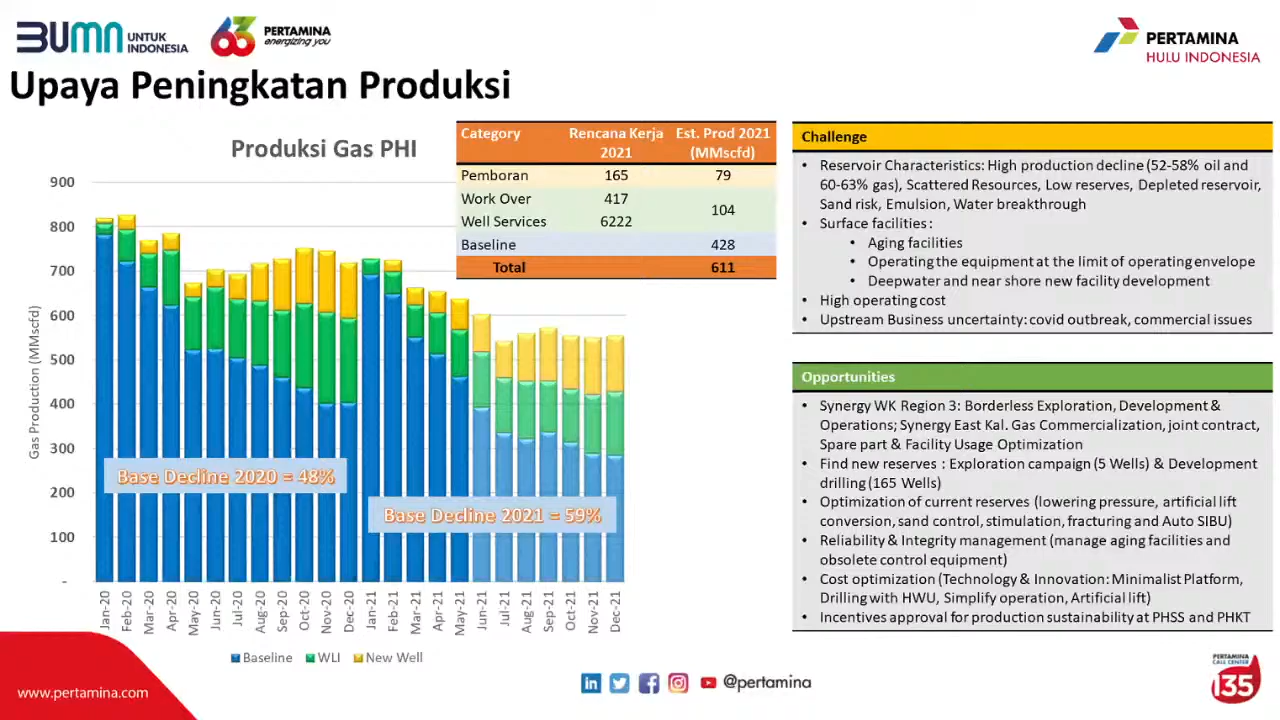 BUMN UNTUK INDONESIA
63 PERTAMINA
energizing you
PERTAMINA
HULU INDONESIA
Upaya Peningkatan Produksi
Produksi Gas PHI
Gas Production (MMscfd)
900
800
700
600
500
400
300
200
100
-
Base Decline 2020 = 48%
Base Decline 2021 = 59%
Jan-20
Feb-20
Mar-20
Apr-20
May-20
Jun-20
Jul-20
Aug-20
Sep-20
Oct-20
Nov-20
Dec-20
Jan-21
Feb-21
Mar-21
Apr-21
May-21
Jun-21
Jul-21
Aug-21
Sep-21
Oct-21
Nov-21
Dec-21
Baseline WLI New Well
Category Rencana Kerja 2021 Est. Prod 2021 (MMscfd)
Pemboran 165 79
Work Over 417
104
Well Services 6222
Baseline 428
Total 611
Challenge
• Reservoir Characteristics: High production decline (52-58% oil and
60-63% gas), Scattered Resources, Low reserves, Depleted reservoir,
Sand risk, Emulsion, Water breakthrough
• Surface facilities :
• Aging facilities
• Operating the equipment at the limit of operating envelope
• Deepwater and near shore new facility development
• High operating cost
• Upstream Business uncertainty: covid outbreak, commercial issues
Opportunities
• Synergy WK Region 3: Borderless Exploration, Development &
Operations; Synergy East Kal. Gas Commercialization, joint contract,
Spare part & Facility Usage Optimization
• Find new reserves : Exploration campaign (5 Wells) & Development
drilling (165 Wells)
• Optimization of current reserves (lowering pressure, artificial lift
conversion, sand control, stimulation, fracturing and Auto SIBU)
• Reliability & Integrity management (manage aging facilities and
obsolete control equipment)
• Cost optimization (Technology & Innovation: Minimalist Platform,
Drilling with HWU, Simplify operation, Artificial lift)
• Incentives approval for production sustainability at PHSS and PHKT
www.pertamina.com
@pertamina
PERTAMINA
CALL CENTER
135